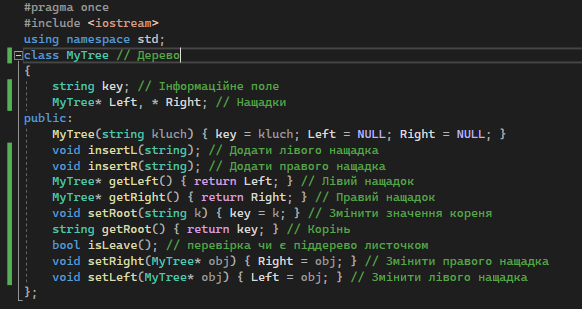 #pragma once
#include <iostream>
using namespace std;
class MyTree // Дерево
{
string key; // Інформаційне поле
MyTree* Left, * Right; // Нащадки
public:
MyTree(string kluch) { key = kluch; Left = NULL; Right = NULL; }
void insertL(string); // Додати лівого нащадка
void insertR(string); // Додати правого нащадка
MyTree* getLeft() { return Left; } // Лівий нащадок
MyTree* getRight() { return Right; } // Правий нащадок
void setRoot(string k) { key = k; } // Змінити значення кореня
string getRoot() { return key; } // Корінь
bool isLeave(); // перевірка чи є піддерево листочком
void setRight(MyTree* obj) { Right = obj; } // Змінити правого нащадка
void setLeft(MyTree* obj) { Left = obj; } // Змінити лівого нащадка
};